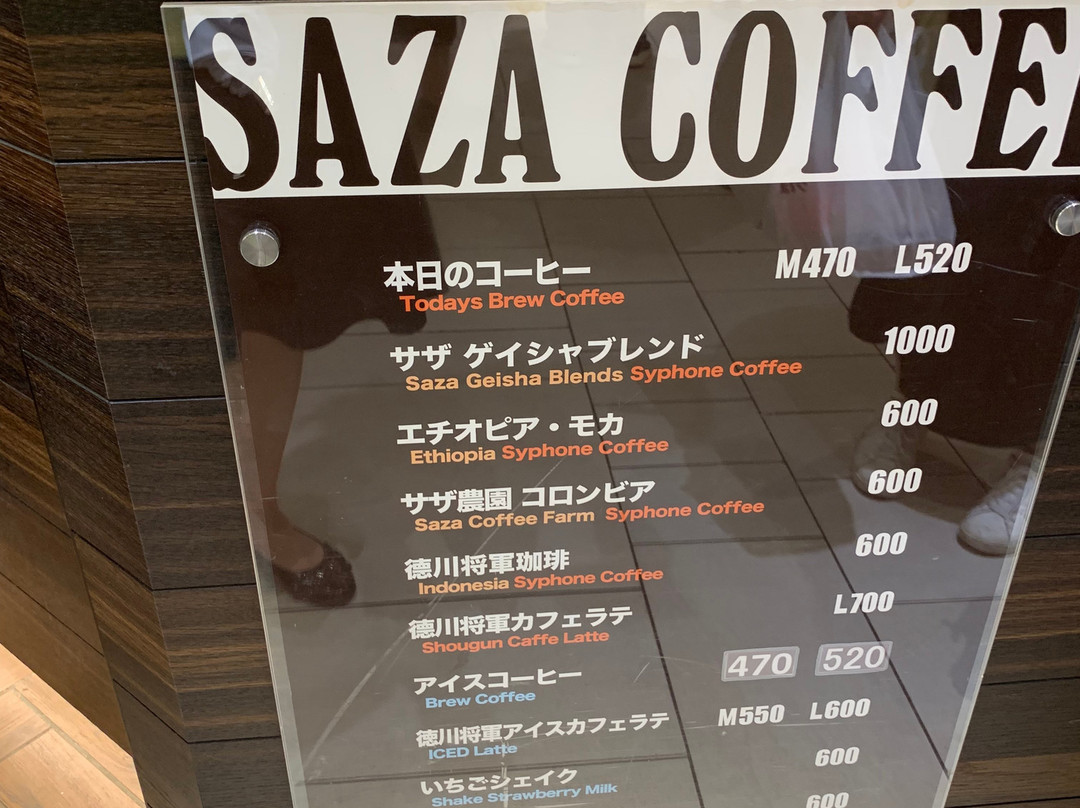 SAZA COFFEE
本日のコーヒー M470 L520
Todays Brew Coffee
サザ ゲイシャブレンド 1000
Saza Geisha Blends Syphone Coffee
エチオピア・モカ 600
Ethiopia Syphone Coffee
サザ農園 コロンビア 600
Saza Coffee Farm Syphone Coffee
徳川将軍珈琲 600
Indonesia Syphone Coffee
徳川将軍カフェラテ L700
Shougun Caffe Latte
アイスコーヒー 470 520
Brew Coffee
徳川将軍アイスカフェラテ M550 L600
ICED Latte
いちごシェイク 600
Shake Strawberry Milk
600